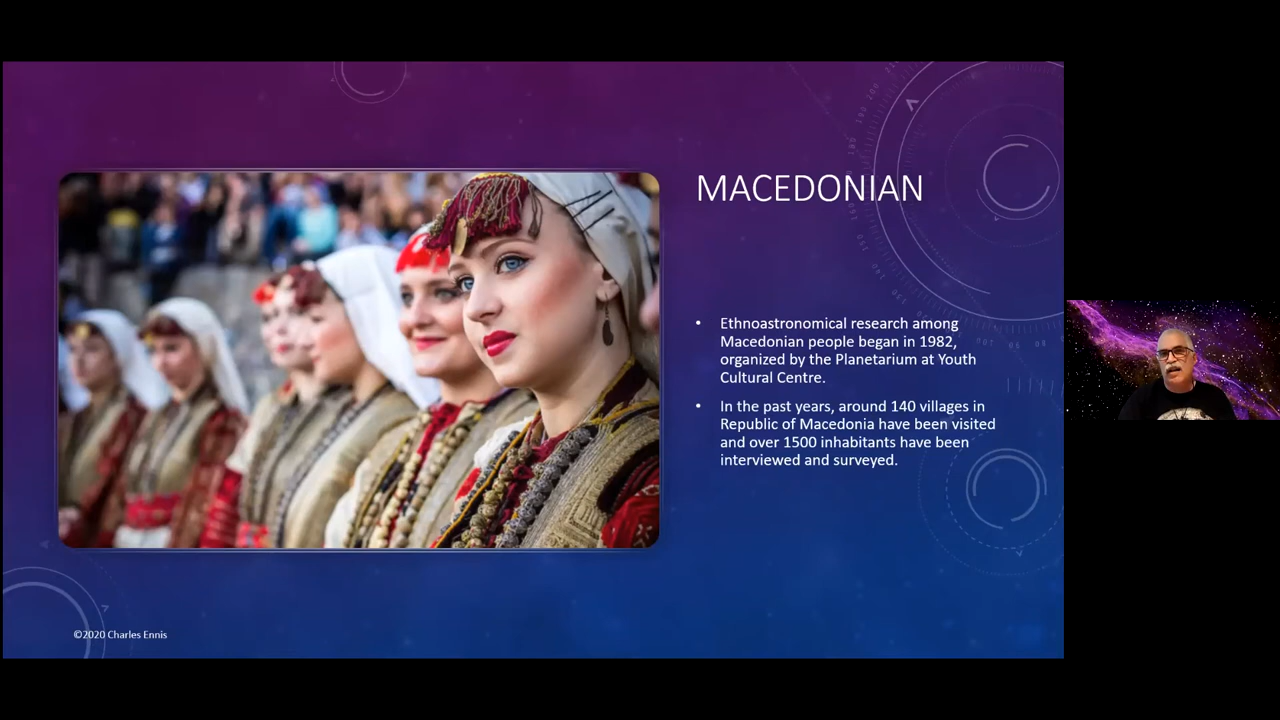 MACEDONIAN
• Ethnoastronomical research among
Macedonian people began in 1982,
organized by the Planetarium at Youth
Cultural Centre.
• In the past years, around 140 villages in
Republic of Macedonia have been visited
and over 1500 inhabitants have been
interviewed and surveyed.
©2020 Charles Ennis